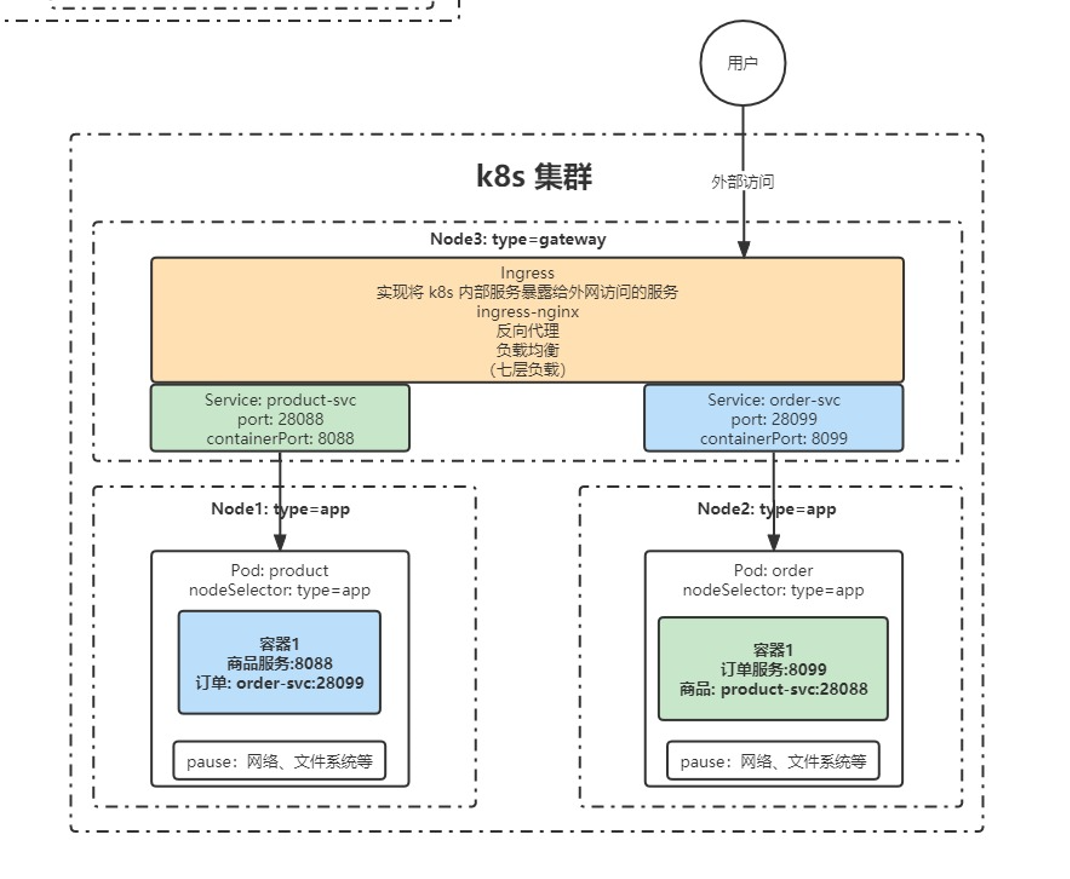 用户
外部访问
k8s 集群
Node3: type=gateway
Ingress
实现将 k8s 内部服务暴露给外网访问的服务
ingress-nginx
反向代理
负载均衡
（七层负载）
Service: product-svc
port: 28088
containerPort: 8088
Service: order-svc
port: 28099
containerPort: 8099
Node1: type=app
Pod: product
nodeSelector: type=app
容器1
商品服务:8088
订单: order-svc:28099
pause：网络、文件系统等
Node2: type=app
Pod: order
nodeSelector: type=app
容器1
订单服务:8099
商品: product-svc:28088
pause：网络、文件系统等